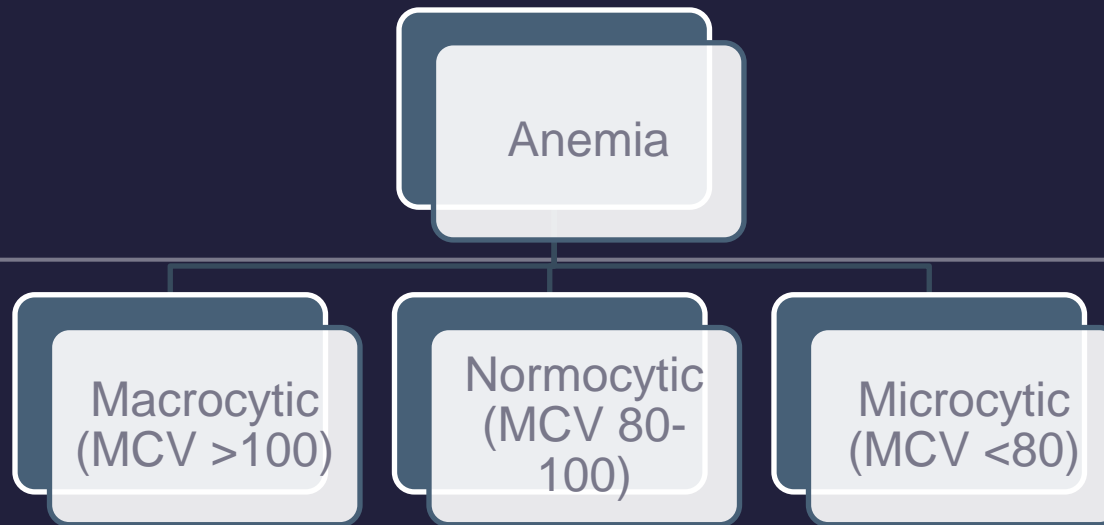 Anemia
Macrocytic
(MCV >100)
Normocytic
(MCV 80-
100)
Microcytic
(MCV <80)